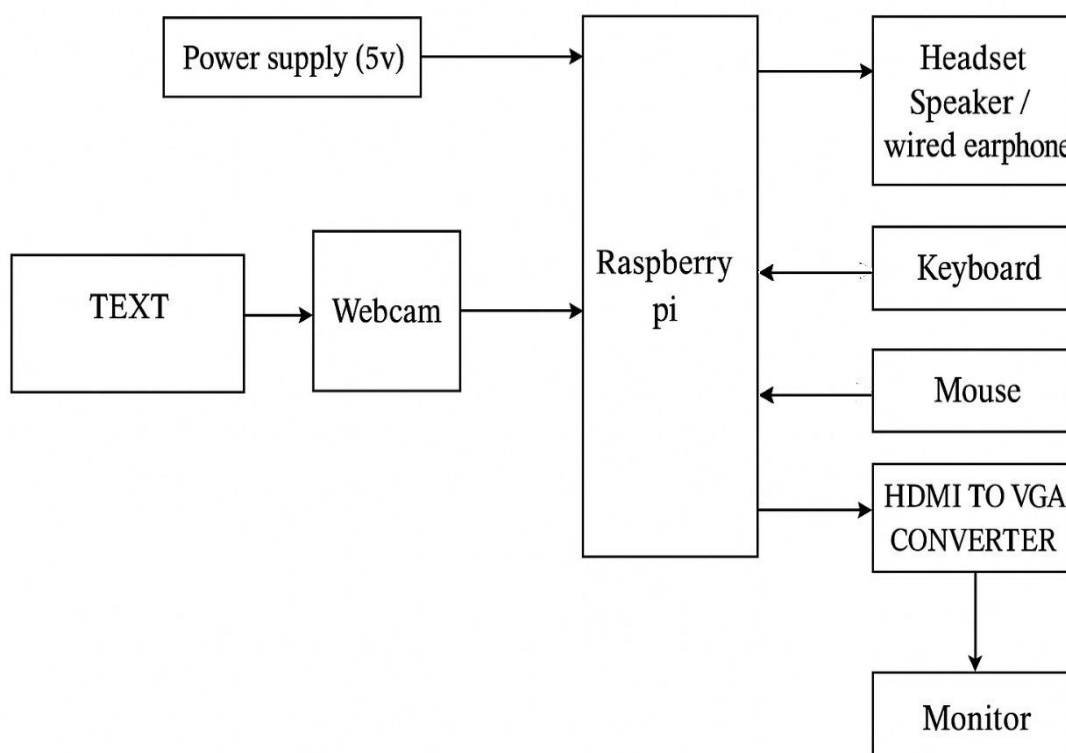 Power supply (5v)
Headset
Speaker /
wired earphone
TEXT
Webcam
Raspberry
pi
Keyboard
Mouse
HDMI TO VGA
CONVERTER
Monitor